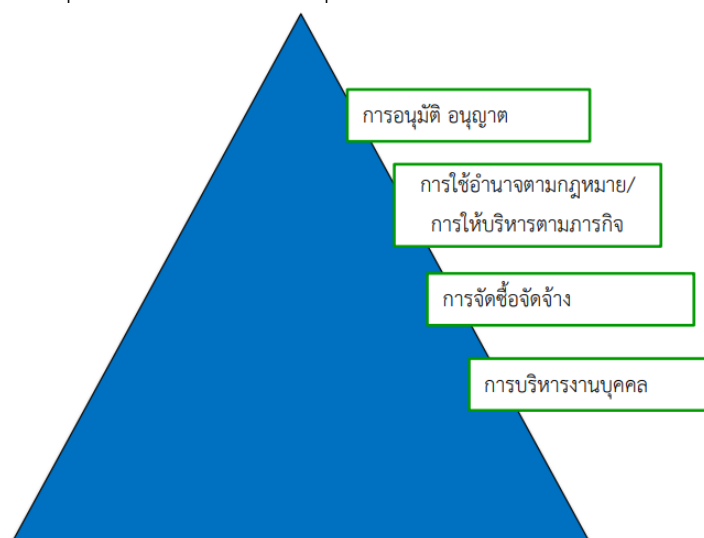 การอนุมัติ อนุญาต
การใช้อำนาจตามกฎหมาย/
การให้บริหารตามภารกิจ
การจัดซื้อจัดจ้าง
การบริหารงานบุคคล